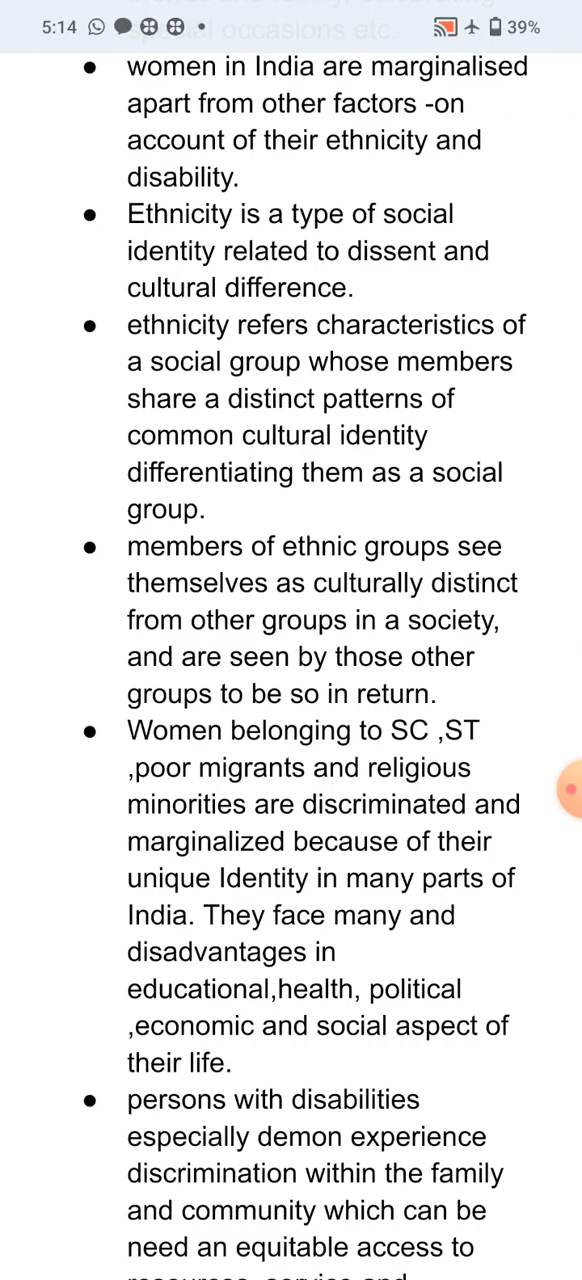 5:14
39%
special occasions etc.
● women in India are marginalised
apart from other factors -on
account of their ethnicity and
disability.
● Ethnicity is a type of social
identity related to dissent and
cultural difference.
● ethnicity refers characteristics of
a social group whose members
share a distinct patterns of
common cultural identity
differentiating them as a social
group.
● members of ethnic groups see
themselves as culturally distinct
from other groups in a society,
and are seen by those other
groups to be so in return.
● Women belonging to SC ,ST
,poor migrants and religious
minorities are discriminated and
marginalized because of their
unique Identity in many parts of
India. They face many and
disadvantages in
educational,health, political
,economic and social aspect of
their life.
● persons with disabilities
especially demon experience
discrimination within the family
and community which can be
need an equitable access to